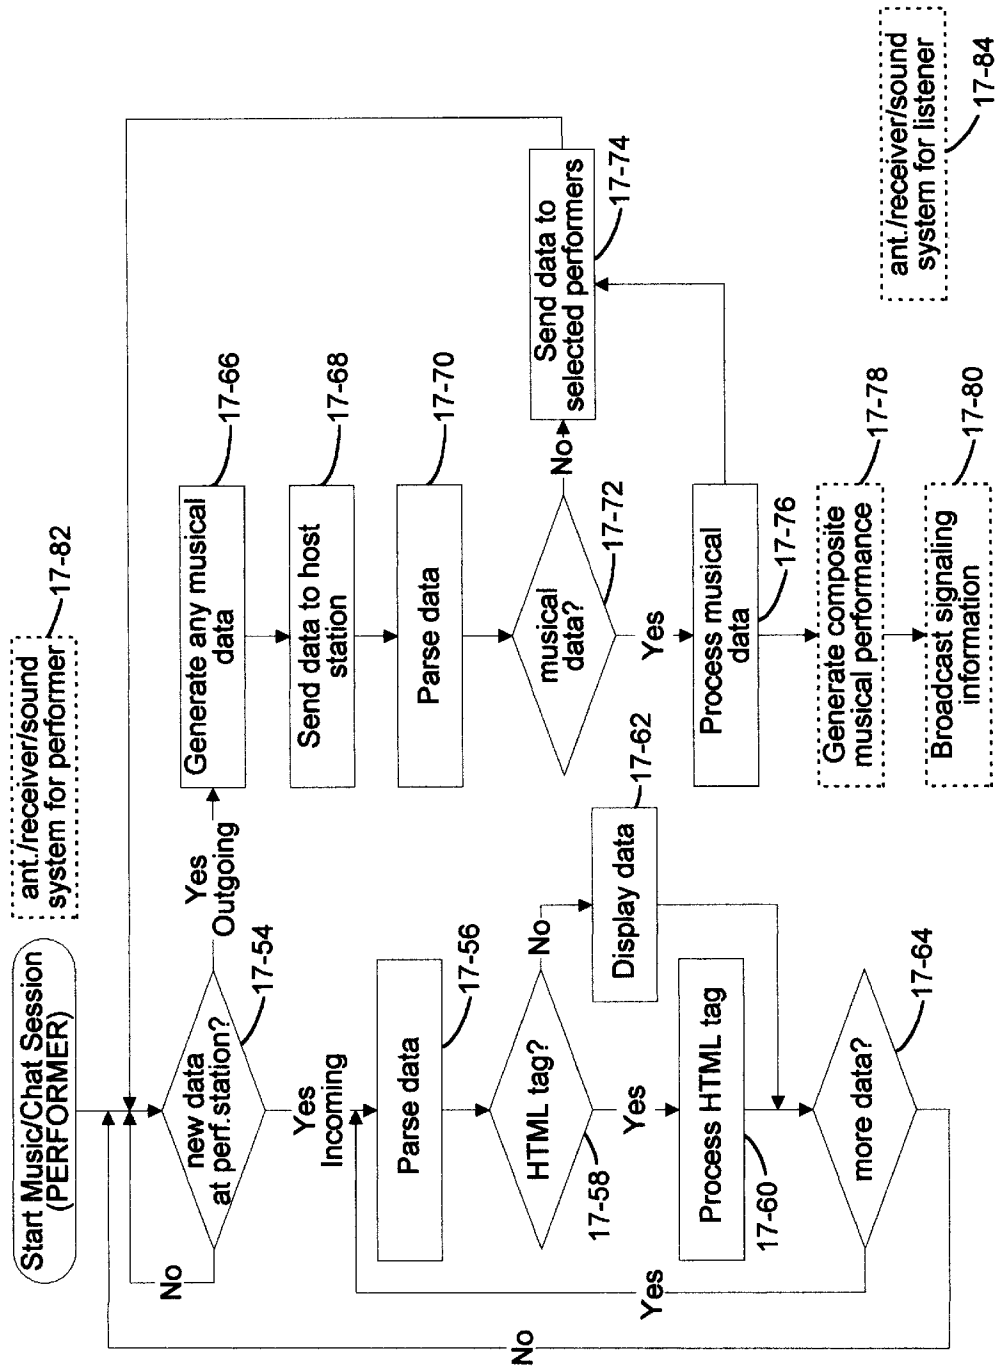 Start Music/Chat Session
(PERFORMER)
ant./receiver/sound
system for performer
17-82
new data
at perf. station?
17-54
No
Yes
Outgoing
Yes
Incoming
Parse data
17-56
HTML tag?
17-58
No
Yes
Display data
17-62
Process HTML tag
17-60
more data?
17-64
Yes
No
Generate any musical
data
17-66
Send data to host
station
17-68
Parse data
17-70
musical
data?
17-72
No
Yes
Send data to
selected performers
17-74
Process musical
data
17-76
Generate composite
musical performance
17-78
Broadcast signaling
information
17-80
ant./receiver/sound
system for listener
17-84